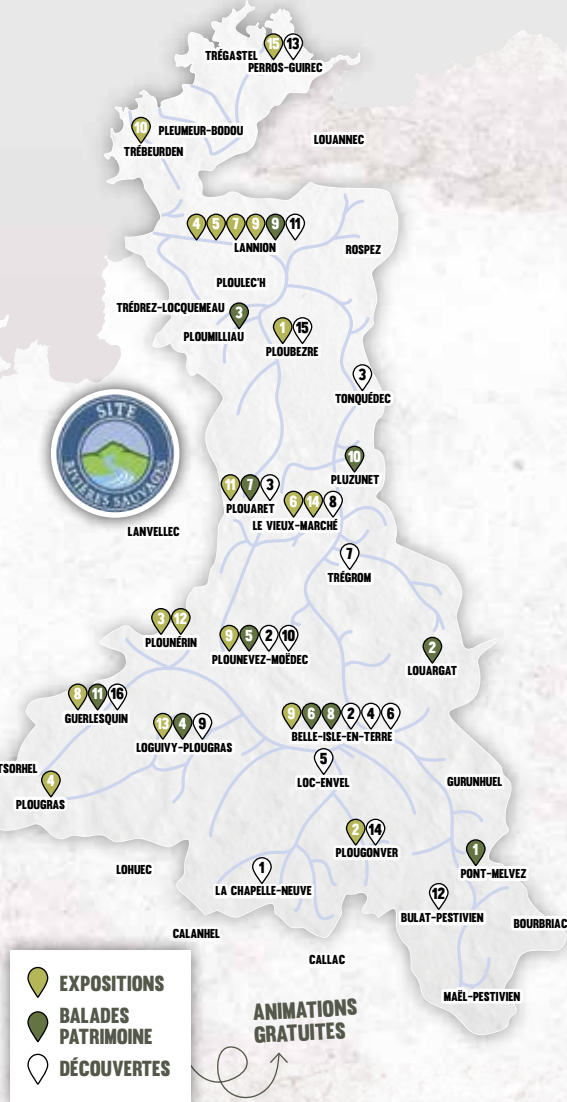 15 13
TRÉGASTEL
PERROS-GUIREC
10
PLEUMEUR-BODOU
TRÉBEURDEN
LOUANNEC
4 5 7 9 9 11
LANNION
ROSPEZ
PLOULEC'H
TRÉDREZ-LOCQUEMEAU
3
PLOUMILLIAU
1 15
PLOUBEZRE
3
TONQUÉDEC
SITE
RIVIÈRES SAUVAGES
10
PLUZUNET
11 7 3
PLOUARET
6 14 8
LE VIEUX-MARCHÉ
LANVELLEC
7
TRÉGROM
3 12
PLOUNÉRIN
9 5 2 10
PLOUNEVEZ-MOËDEC
2
LOUARGAT
8 11 16
GUERLESQUIN
13 4 9
LOGUIVY-PLOUGRAS
9 6 8 2 4 6
BELLE-ISLE-EN-TERRE
5
LOC-ENVEL
TSORHEL
4
PLOUGRAS
GURUNHUEL
2 14
PLOUGONVER
1
PONT-MELVEZ
LOHUEC
1
LA CHAPELLE-NEUVE
12
BULAT-PESTIVIEN
BOURBRIAC
CALANHEL
CALLAC
MAËL-PESTIVIEN
EXPOSITIONS
BALADES
PATRIMOINE
DÉCOUVERTES
ANIMATIONS
GRATUITES